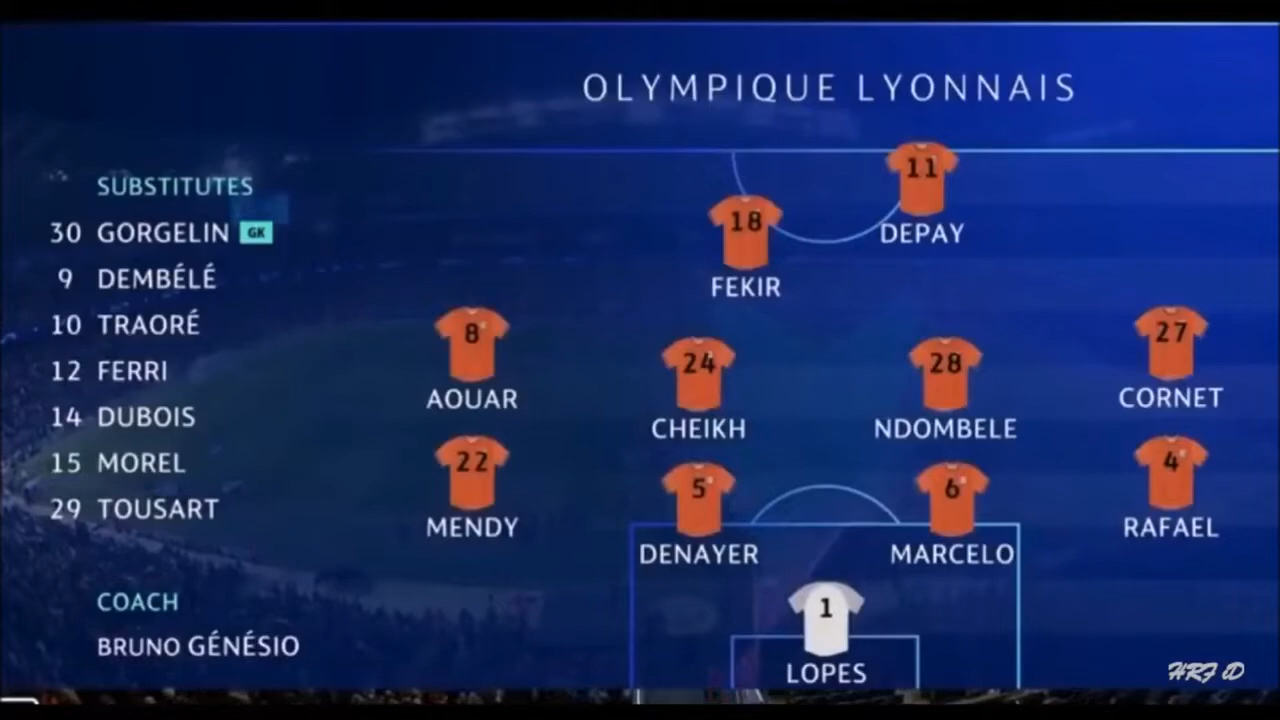 OLYMPIQUE LYONNAIS
SUBSTITUTES
30 GORGELIN GK
9 DEMBÉLÉ
10 TRAORÉ
12 FERRI
14 DUBOIS
15 MOREL
29 TOUSART
COACH
BRUNO GÉNÉSIO
11
DEPAY
18
FEKIR
8
AOUAR
24
CHEIKH
28
NDOMBELE
27
CORNET
22
MENDY
5
DENAYER
6
MARCELO
4
RAFAEL
1
LOPES
HRF iD